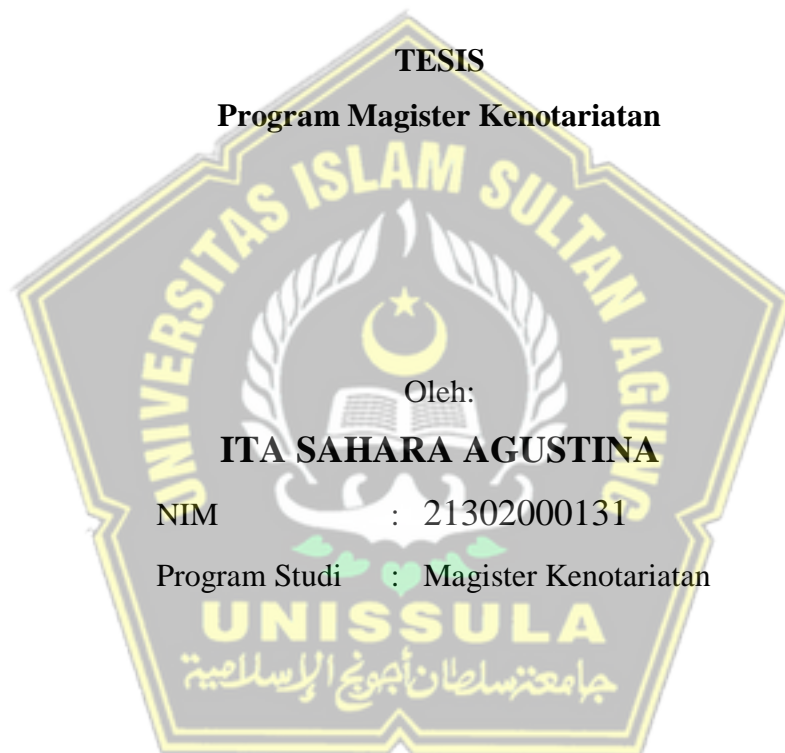 TESIS
Program Magister Kenotariatan
UNIVERSITAS ISLAM SULTAN AGUNG
Oleh:
ITA SAHARA AGUSTINA
NIM : 21302000131
Program Studi : Magister Kenotariatan
UNISSULA
جامعة سلطان أجونج الإسلامية